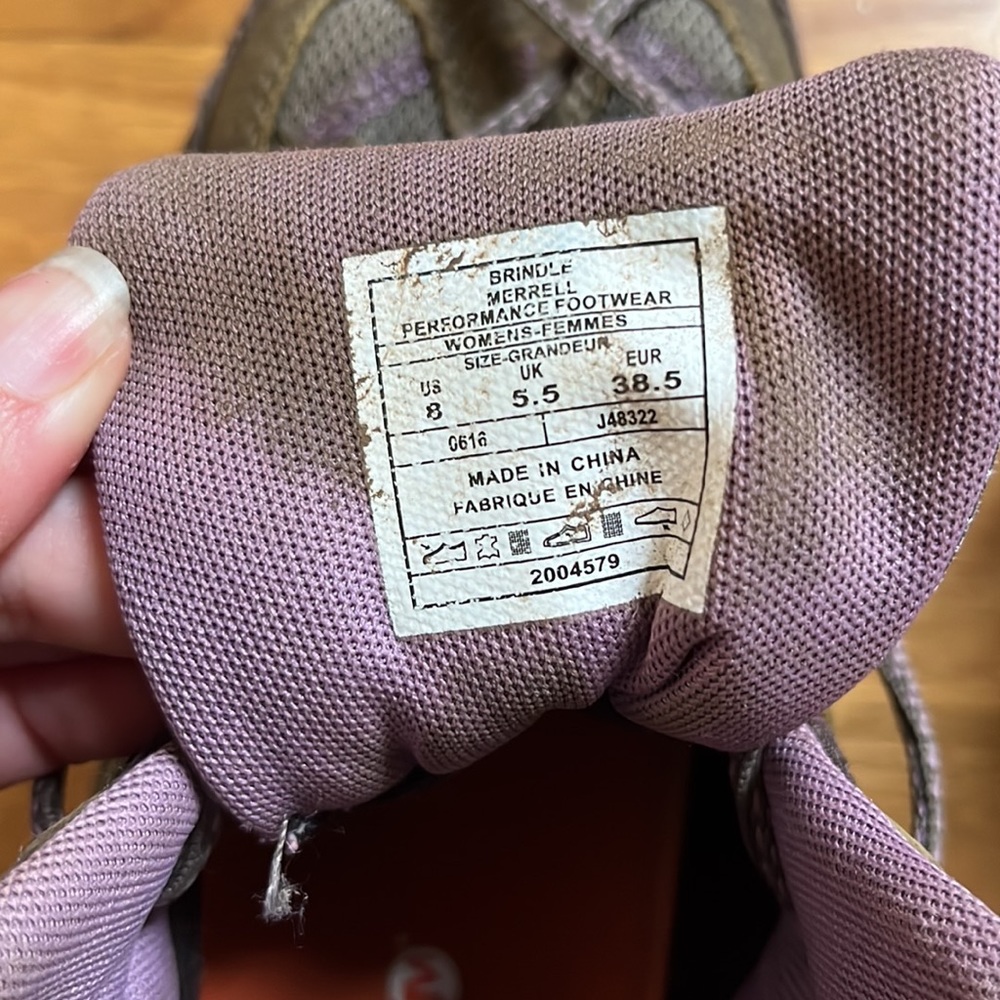 BRINDLE
MERRELL
PERFORMANCE FOOTWEAR
WOMENS-FEMMES
SIZE-GRANDEUR
US UK EUR
8 5.5 38.5
0616 J48322
MADE IN CHINA
FABRIQUE EN CHINE
2004579